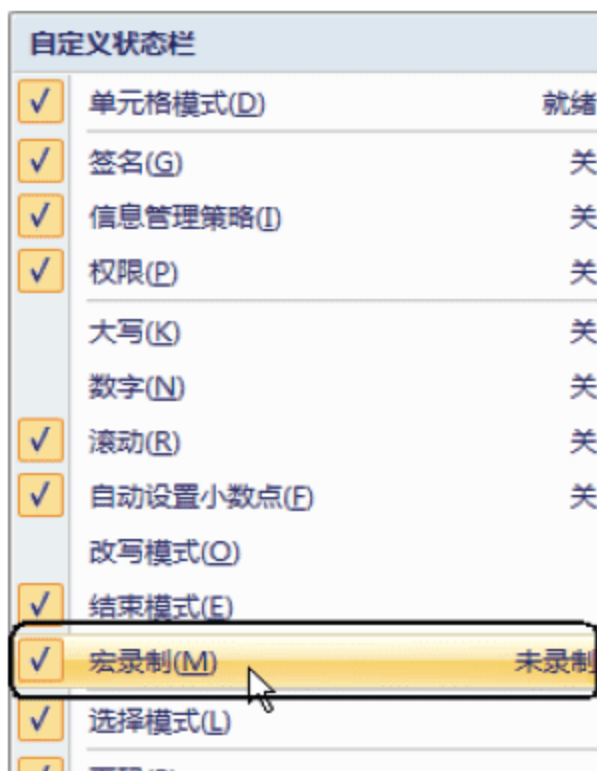 自定义状态栏
单元格模式(D) 就绪
签名(G) 关
信息管理策略(I) 关
权限(P) 关
大写(K) 关
数字(N) 关
滚动(R) 关
自动设置小数点(F) 关
改写模式(O)
结束模式(E)
宏录制(M) 未录制
选择模式(L)